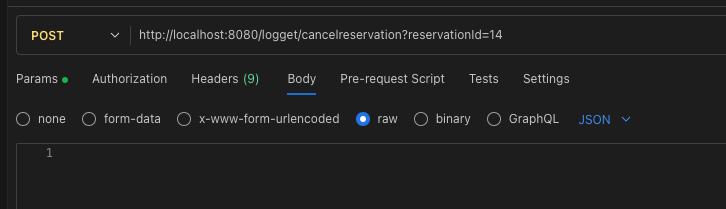 POST http://localhost:8080/logget/cancelreservation?reservationId=14
Params Authorization Headers (9) Body Pre-request Script Tests Settings
none form-data x-www-form-urlencoded raw binary GraphQL JSON
1